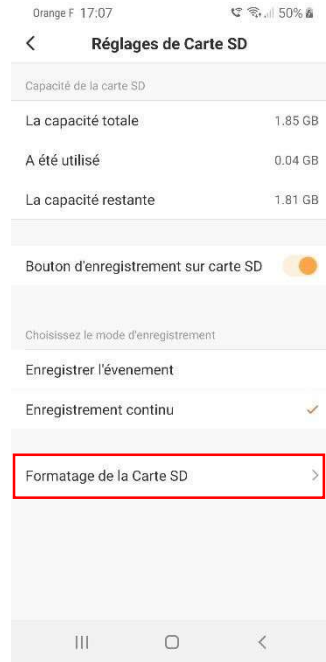 Orange F 17:07 50%
Réglages de Carte SD
Capacité de la carte SD
La capacité totale 1.85 GB
A été utilisé 0.04 GB
La capacité restante 1.81 GB
Bouton d'enregistrement sur carte SD
Choisissez le mode d'enregistrement
Enregistrer l'évenement
Enregistrement continu
Formatage de la Carte SD